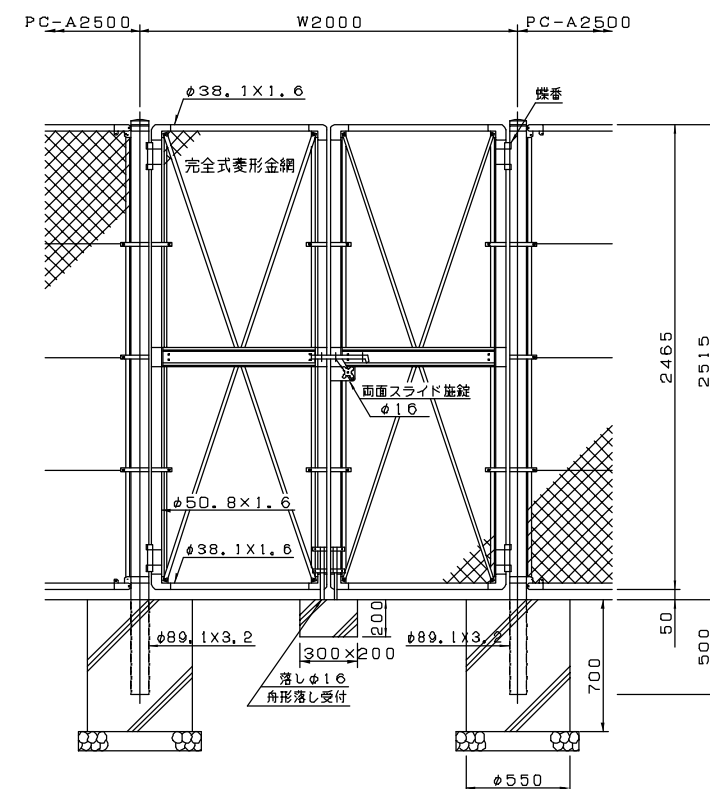 PC-A2500
W2000
PC-A2500
φ38.1X1.6
蝶番
完全式菱形金網
2465
2515
両面スライド施錠
φ16
φ50.8×1.6
φ38.1X1.6
φ89.1X3.2
200
φ89.1X3.2
50
500
300×200
700
落しφ16
舟形落し受付
φ550